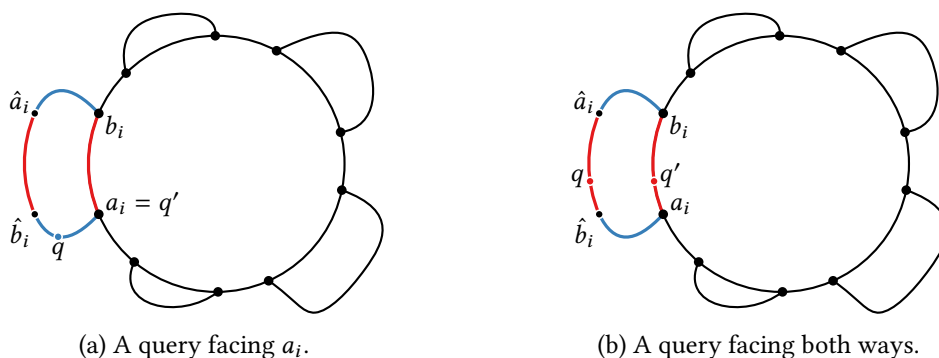 âᵢ
bᵢ
aᵢ = q′
b̂ᵢ
q
(a) A query facing aᵢ.
âᵢ
bᵢ
q
q′
aᵢ
b̂ᵢ
(b) A query facing both ways.